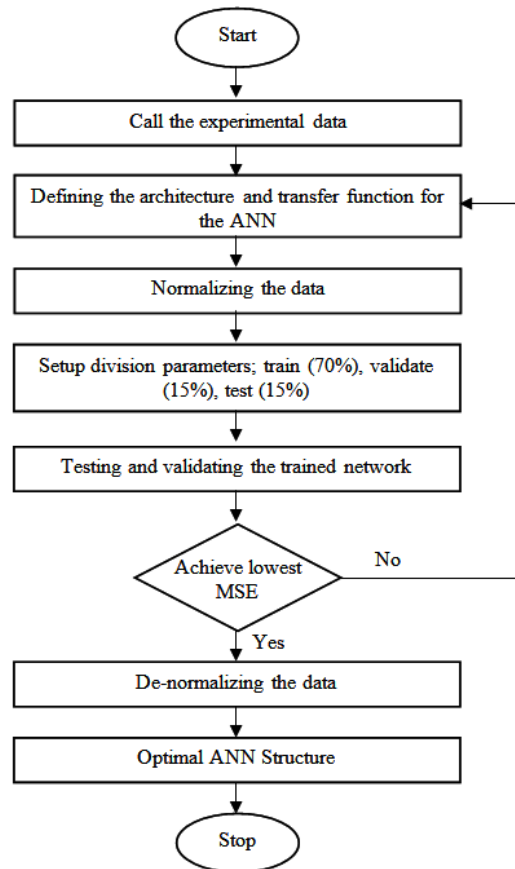 Start
Call the experimental data
Defining the architecture and transfer function for
the ANN
Normalizing the data
Setup division parameters; train (70%), validate
(15%), test (15%)
Testing and validating the trained network
Achieve lowest
MSE
No
Yes
De-normalizing the data
Optimal ANN Structure
Stop